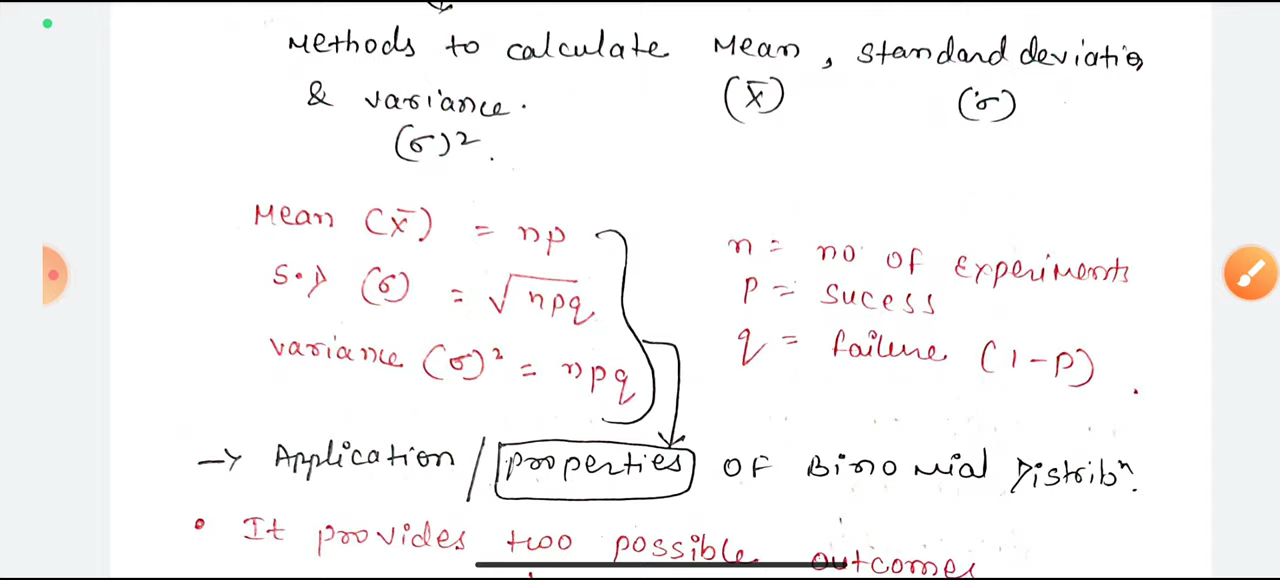 Methods to calculate Mean, Standard deviatio
(x̄) (σ)
& variance.
(σ)².
Mean (x̄) = np
S.D (σ) = √npq
variance (σ)² = npq
n = no. of Experiments
p = sucess
q = failure (1-p).
→ Application / properties OF Binomial Distribⁿ.
• It provides two possible outcomes